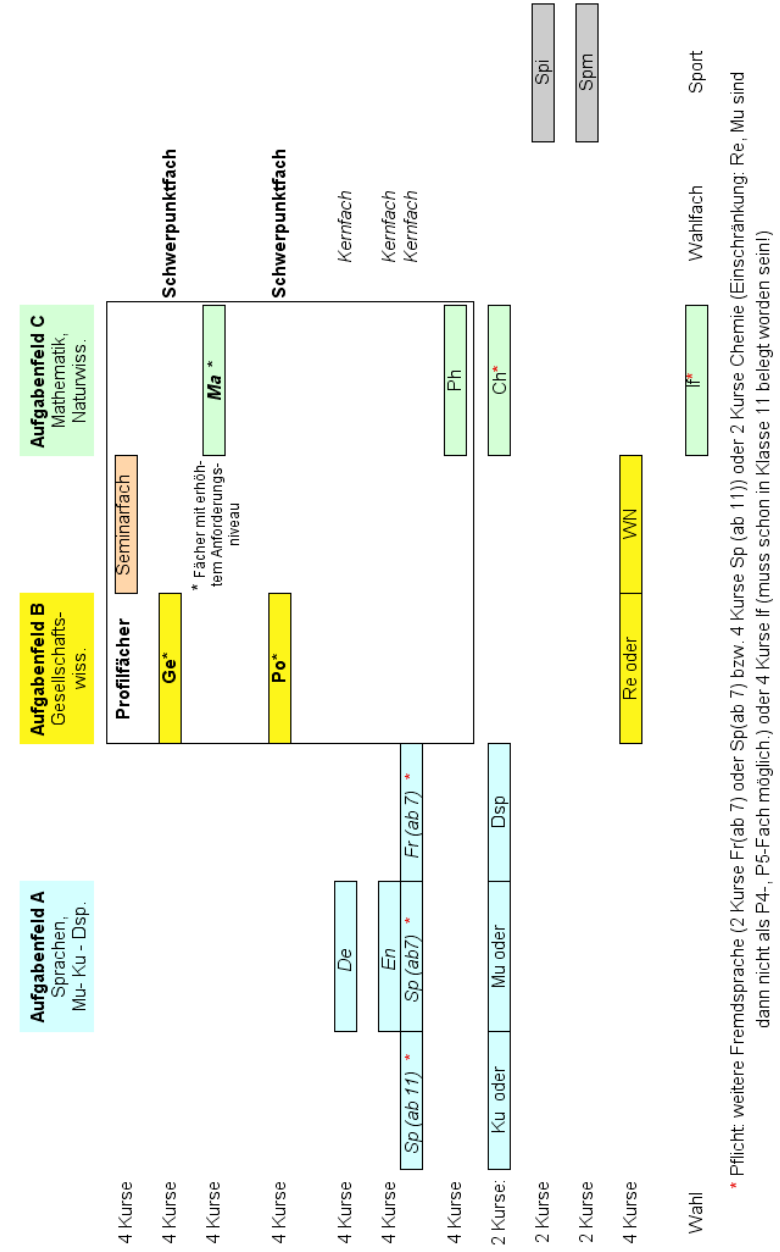 Aufgabenfeld A
Sprachen,
Mu- Ku - Dsp.
Aufgabenfeld B
Gesellschafts-
wiss.
Aufgabenfeld C
Mathematik,
Naturwiss.
4 Kurse
Profilfächer
Seminarfach
4 Kurse
Ge*
Schwerpunktfach
4 Kurse
* Fächer mit erhöh-
tem Anforderungs-
niveau
Ma *
4 Kurse
Po*
Schwerpunktfach
4 Kurse
De
Kernfach
4 Kurse
En
Kernfach
Sp (ab 11) *
Sp (ab7) *
Fr (ab 7) *
Kernfach
4 Kurse
Ph
2 Kurse:
Ku oder
Mu oder
Dsp
Ch*
2 Kurse
Spi
2 Kurse
Spm
4 Kurse
Re oder
WN
Wahl
If*
Wahlfach
Sport
* Pflicht: weitere Fremdsprache (2 Kurse Fr(ab 7) oder Sp(ab 7) bzw. 4 Kurse Sp (ab 11)) oder 2 Kurse Chemie (Einschränkung: Re, Mu sind
dann nicht als P4-, P5-Fach möglich.) oder 4 Kurse If (muss schon in Klasse 11 belegt worden sein!)